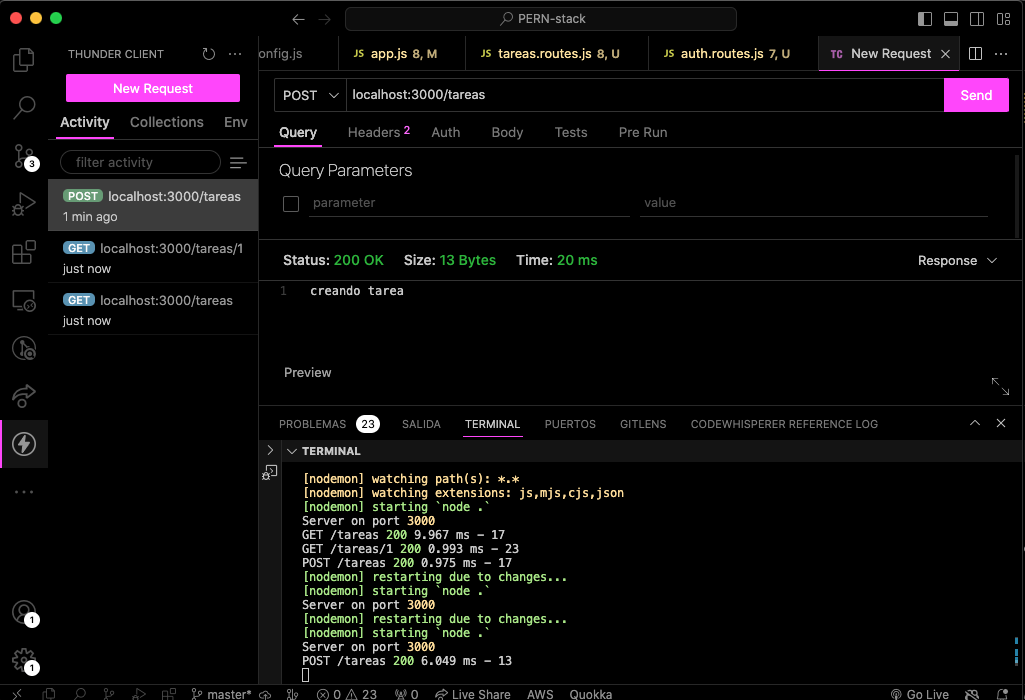 PERN-stack
THUNDER CLIENT
New Request
Activity Collections Env
filter activity
POST localhost:3000/tareas
1 min ago
GET localhost:3000/tareas/1
just now
GET localhost:3000/tareas
just now
3
1
1
onfig.js
JS app.js 8, M
JS tareas.routes.js 8, U
JS auth.routes.js 7, U
TC New Request
POST localhost:3000/tareas Send
Query Headers 2 Auth Body Tests Pre Run
Query Parameters
parameter value
Status: 200 OK Size: 13 Bytes Time: 20 ms Response
1 creando tarea
Preview
PROBLEMAS 23 SALIDA TERMINAL PUERTOS GITLENS CODEWHISPERER REFERENCE LOG
TERMINAL
[nodemon] watching path(s): *.*
[nodemon] watching extensions: js,mjs,cjs,json
[nodemon] starting `node .`
Server on port 3000
GET /tareas 200 9.967 ms - 17
GET /tareas/1 200 0.993 ms - 23
POST /tareas 200 0.975 ms - 17
[nodemon] restarting due to changes...
[nodemon] starting `node .`
Server on port 3000
[nodemon] restarting due to changes...
[nodemon] starting `node .`
Server on port 3000
POST /tareas 200 6.049 ms - 13
master* 0 23 0 Live Share AWS Quokka Go Live